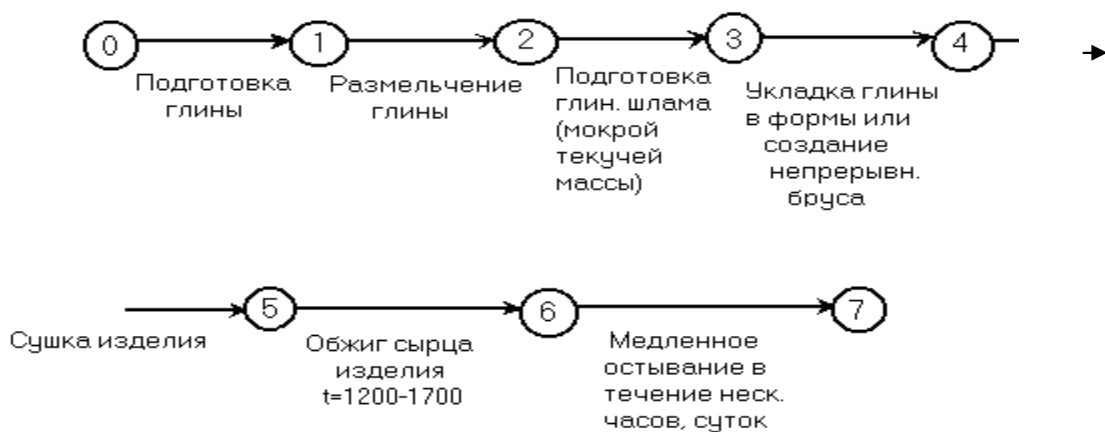 0
1
2
3
4
Подготовка
глины
Размельчение
глины
Подготовка
глин. шлама
(мокрой
текучей
массы)
Укладка глины
в формы или
создание
непрерывн.
бруса
5
6
7
Сушка изделия
Обжиг сырца
изделия
t=1200-1700
Медленное
остывание в
течение неск.
часов, суток